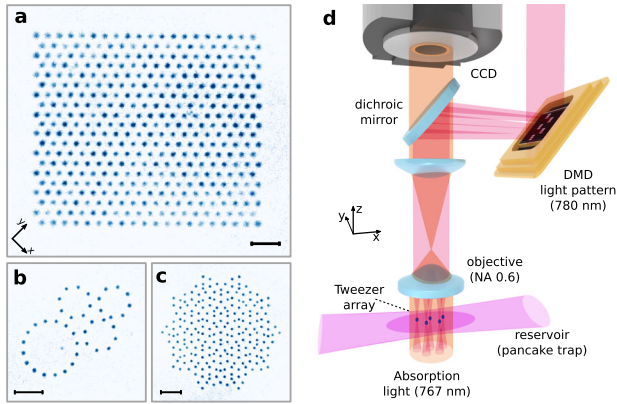 a
y
x
b
c
d
CCD
dichroic
mirror
DMD
light pattern
(780 nm)
z
y
x
objective
(NA 0.6)
Tweezer
array
reservoir
(pancake trap)
Absorption
light (767 nm)